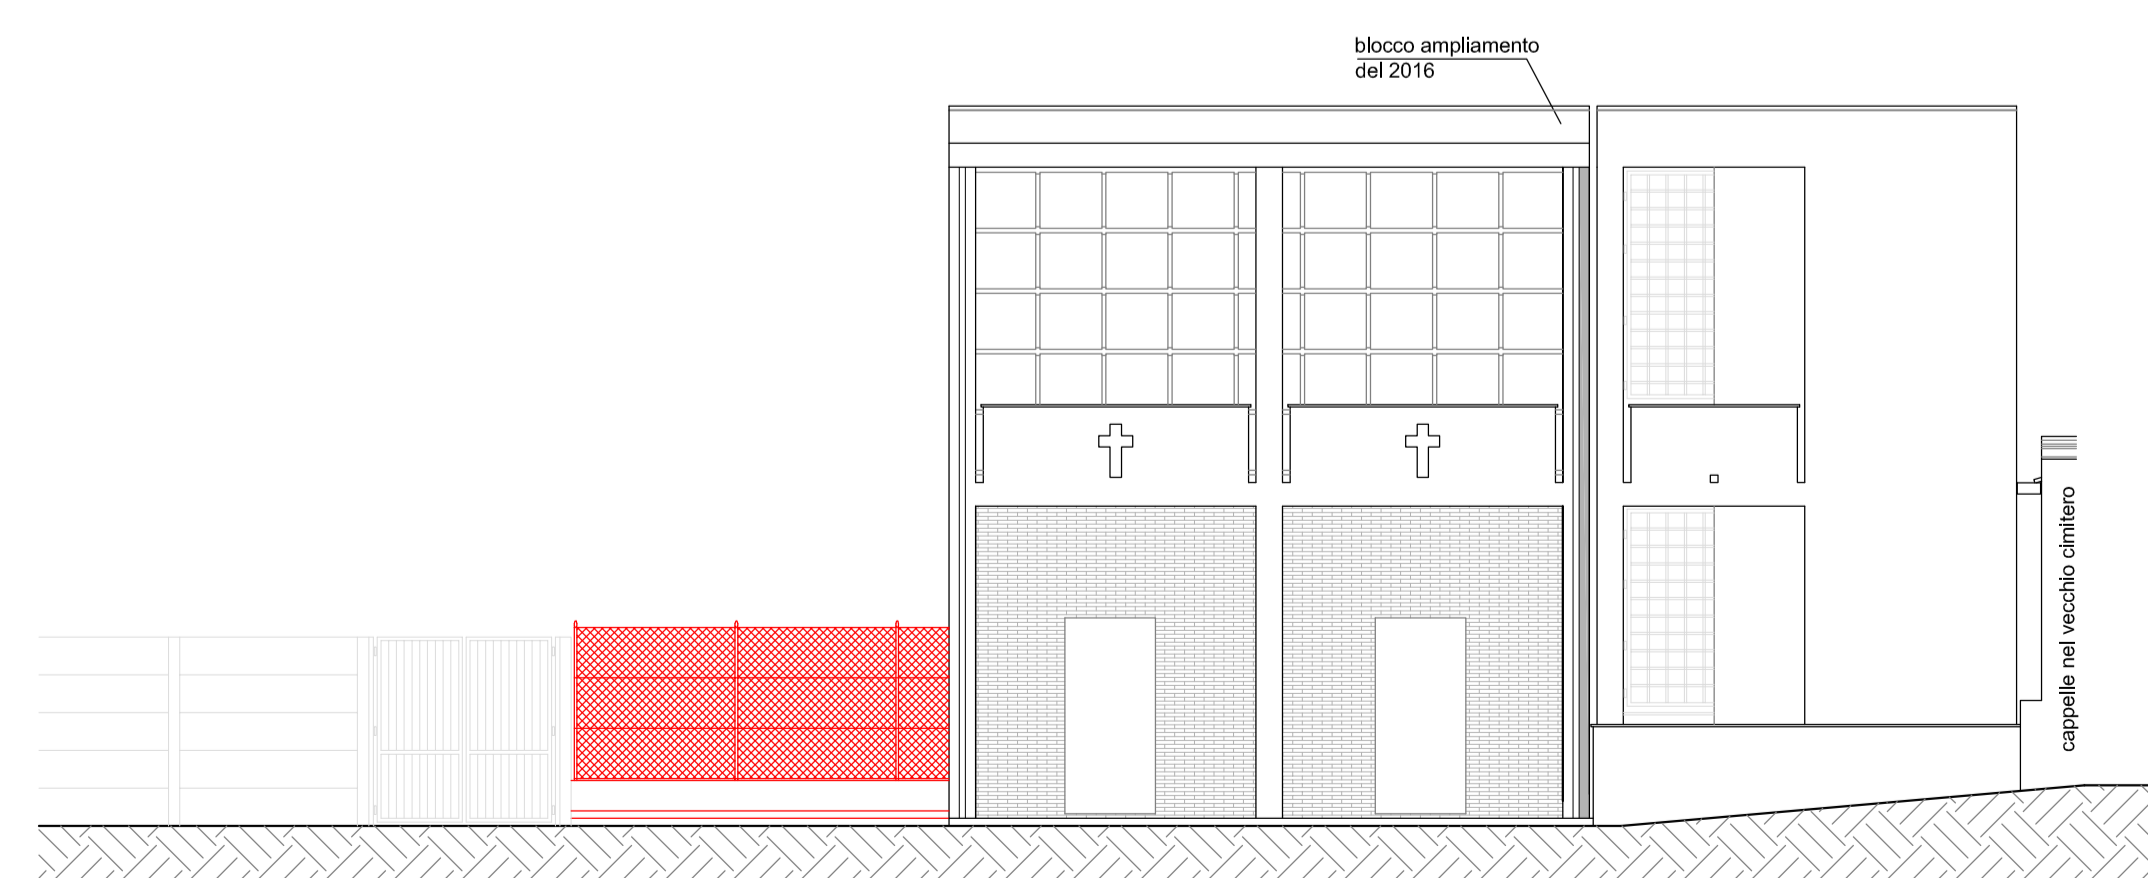 blocco ampliamento
del 2016
cappelle nel vecchio cimitero